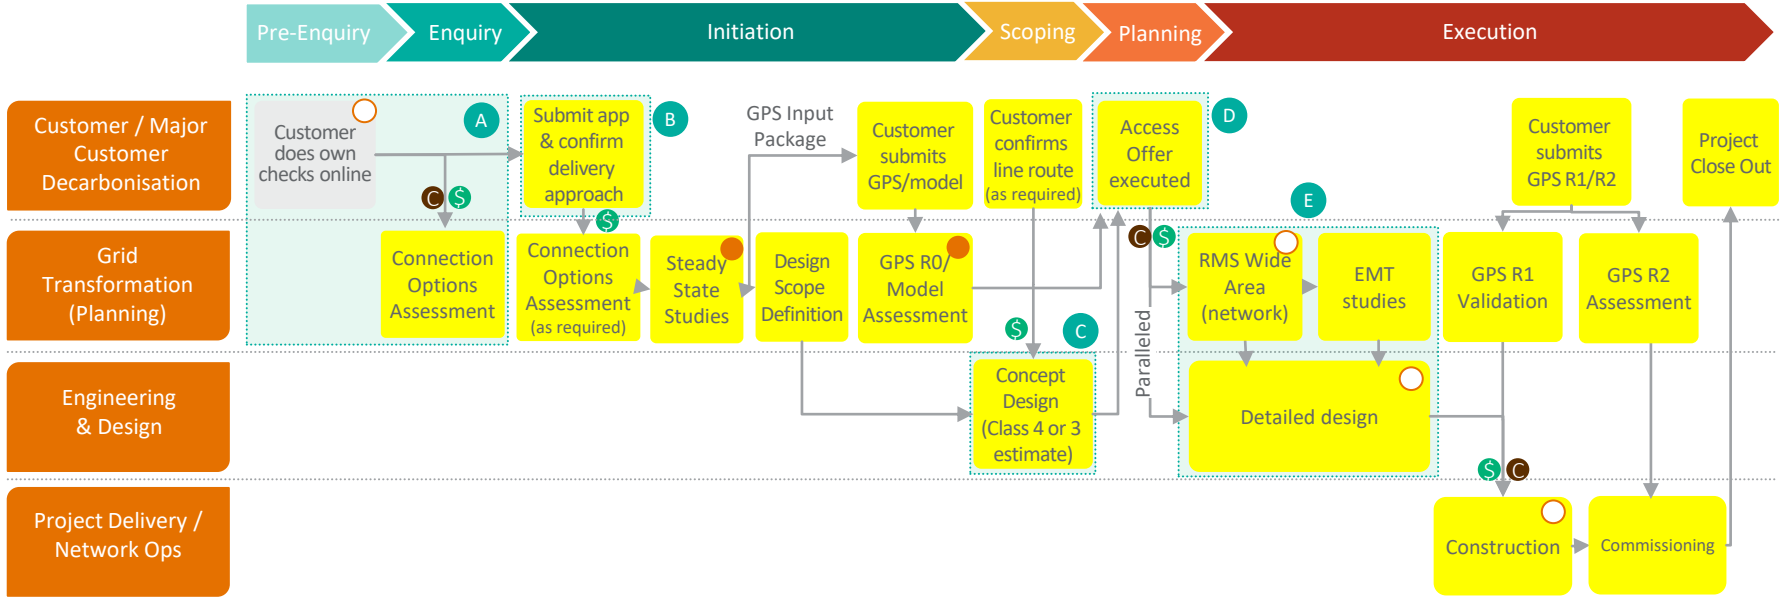 Pre-Enquiry
Enquiry
Initiation
Scoping
Planning
Execution
Customer / Major
Customer
Decarbonisation
Customer
does own
checks online
A
C
$
Submit app
& confirm
delivery
approach
B
$
GPS Input
Package
Customer
submits
GPS/model
Customer
confirms
line route
(as required)
Access
Offer
executed
D
C
$
Customer
submits
GPS R1/R2
Project
Close Out
Grid
Transformation
(Planning)
Connection
Options
Assessment
Connection
Options
Assessment
(as required)
Steady
State
Studies
Design
Scope
Definition
GPS R0/
Model
Assessment
$
C
E
RMS Wide
Area
(network)
EMT
studies
GPS R1
Validation
GPS R2
Assessment
Paralleled
Engineering
& Design
Concept
Design
(Class 4 or 3
estimate)
Detailed design
$
C
Project Delivery /
Network Ops
Construction
Commissioning